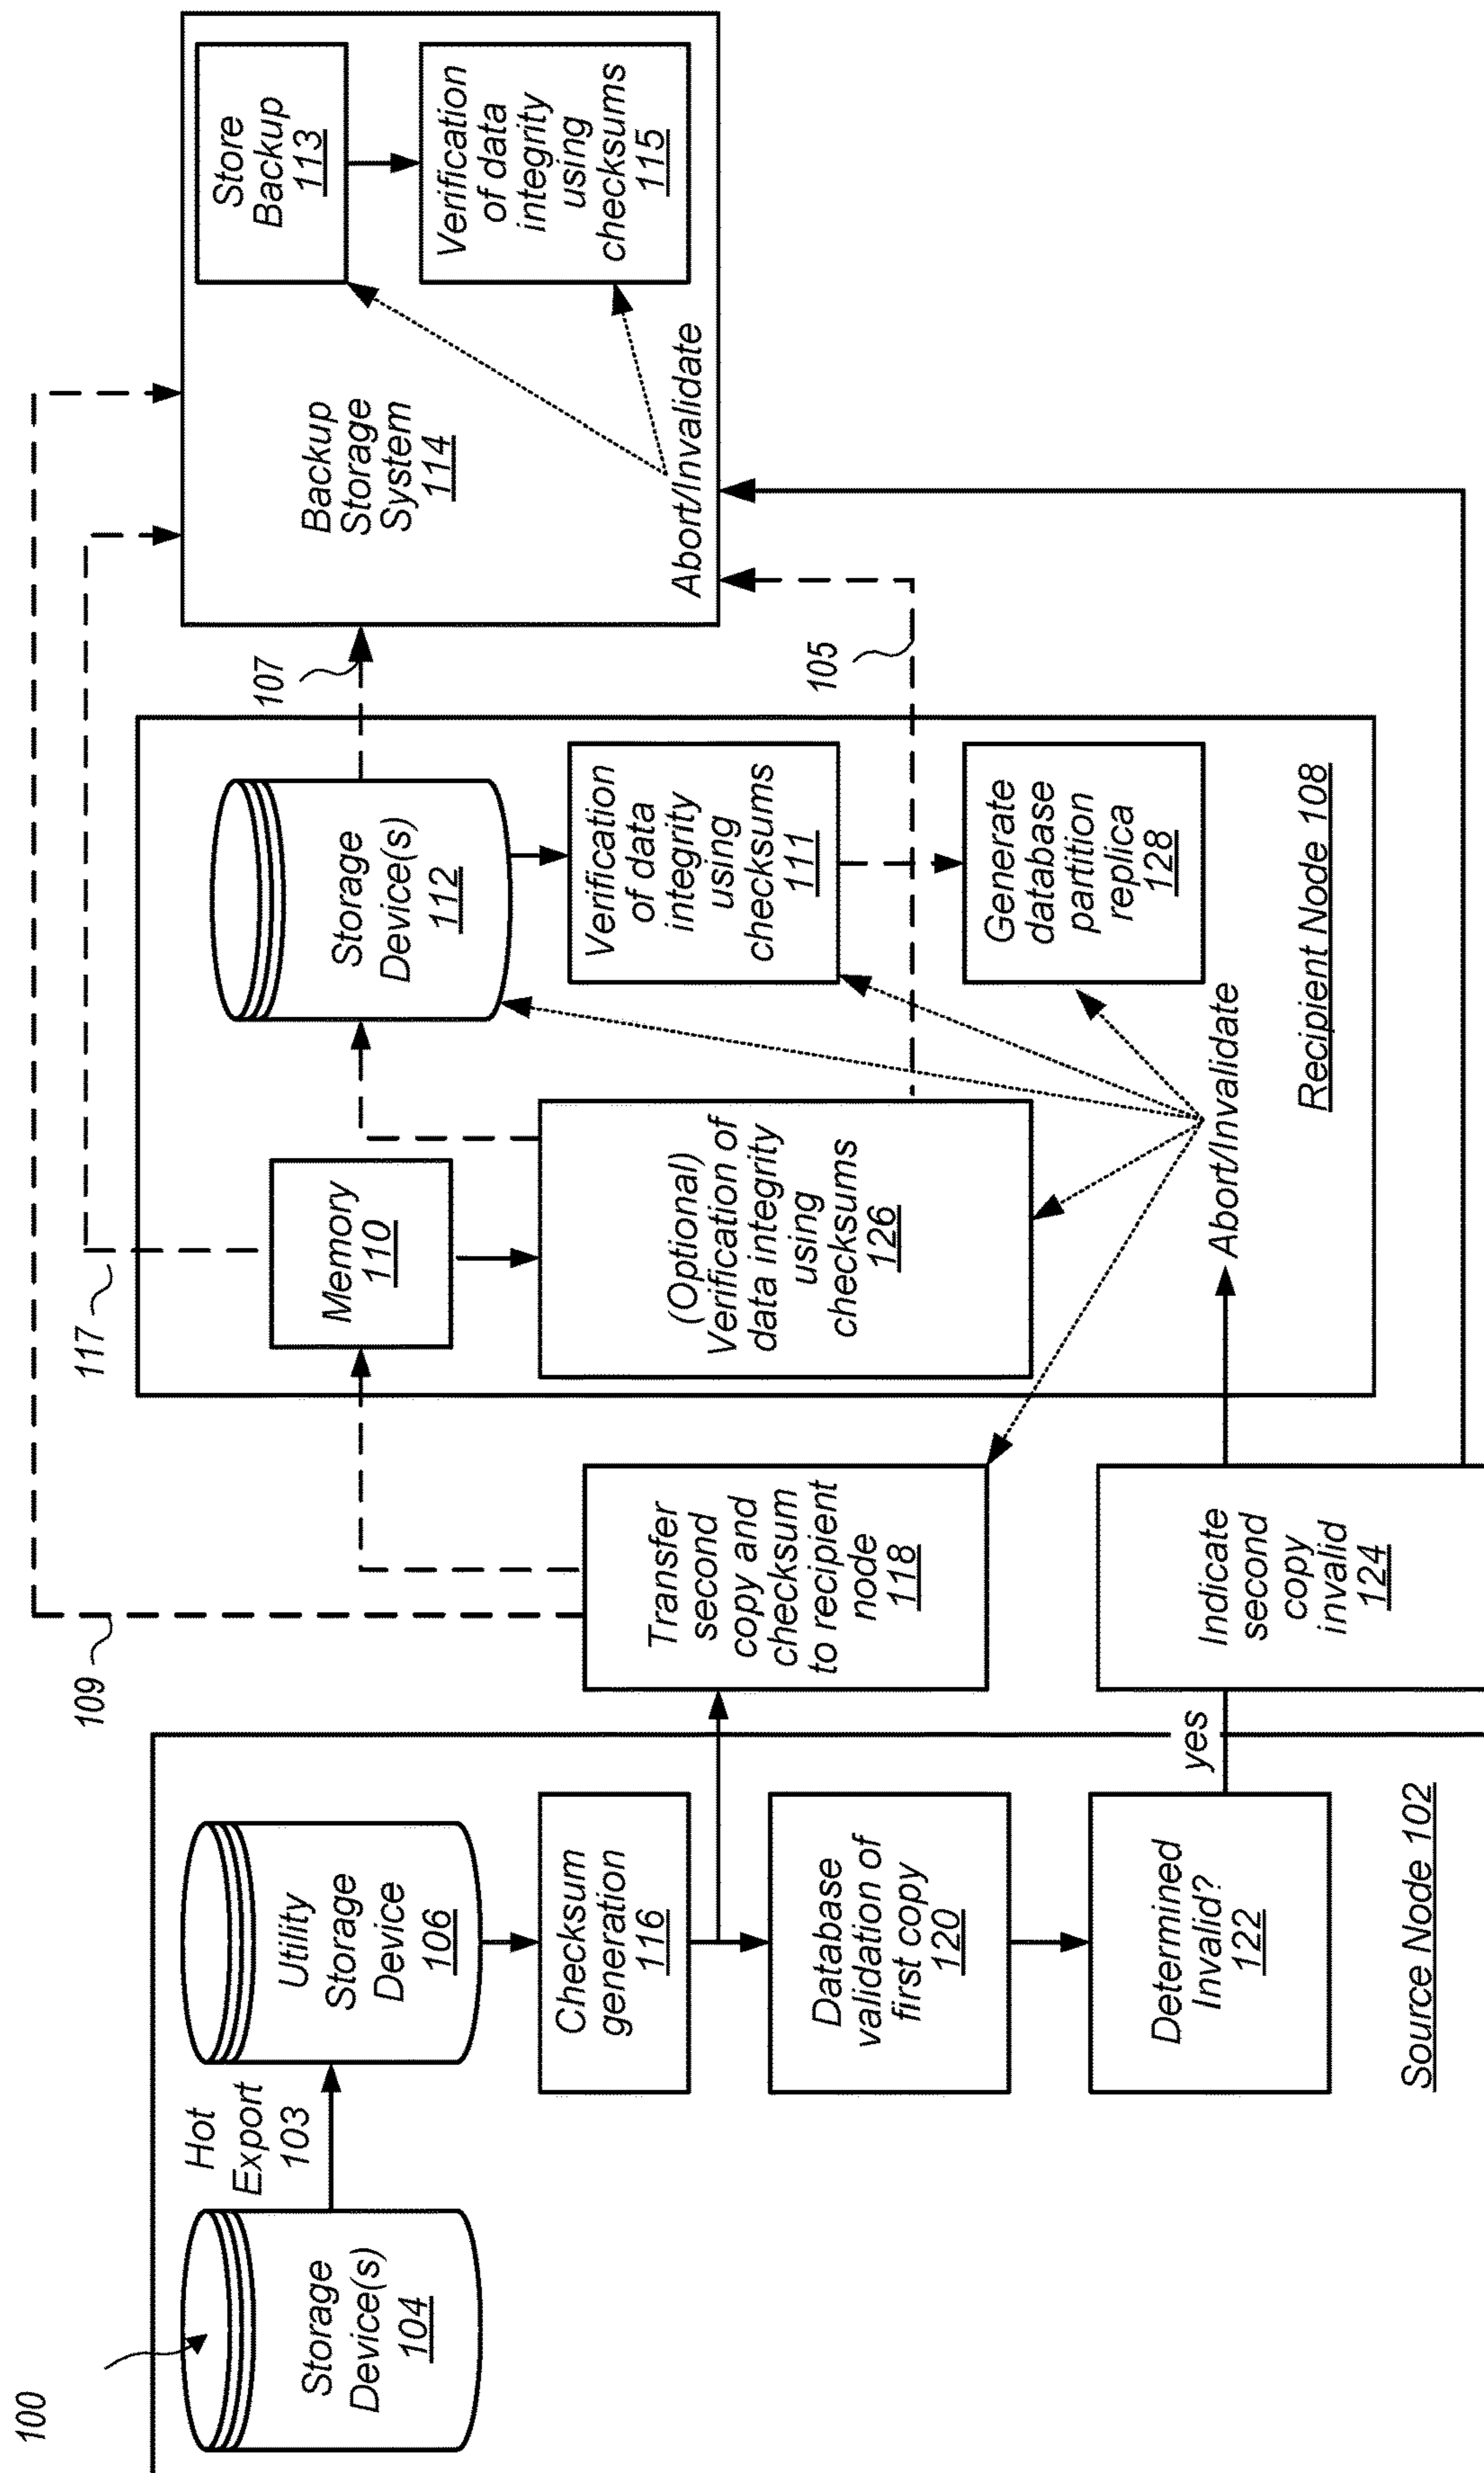 100
Storage
Device(s)
104
Hot
Export
103
Utility
Storage
Device
106
Checksum
generation
116
Database
validation of
first copy
120
Determined
Invalid?
122
Source Node 102
yes
109
Transfer
second
copy and
checksum
to recipient
node
118
Indicate
second
copy
invalid
124
117
Memory
110
(Optional)
Verification of
data integrity
using
checksums
126
Storage
Device(s)
112
Verification
of data
integrity
using
checksums
111
Generate
database
partition
replica
128
Abort/Invalidate
Recipient Node 108
107
105
Backup
Storage
System
114
Store
Backup
113
Verification
of data
integrity
using
checksums
115
Abort/Invalidate